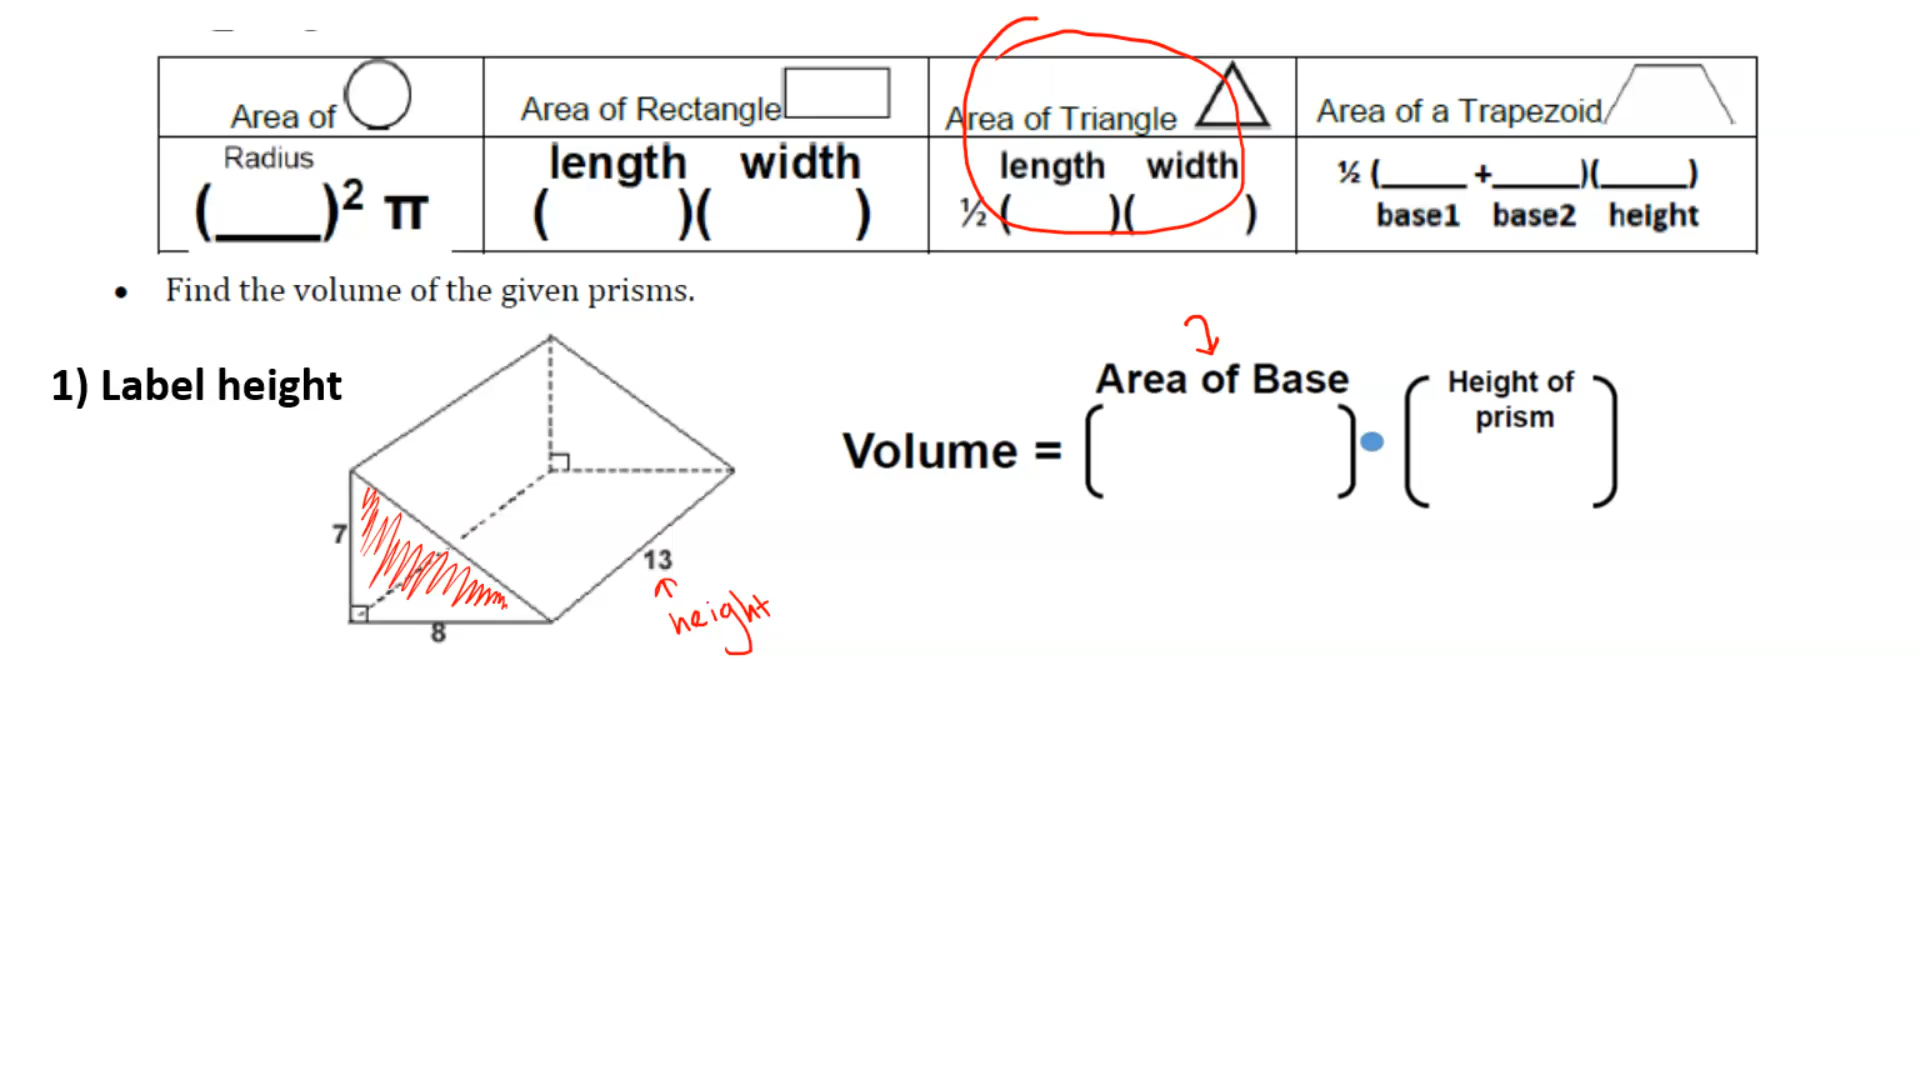 Area of
Area of Rectangle
Area of Triangle
Area of a Trapezoid
Radius
(___)² π
length width
( )( )
length width
½ ( )( )
½ (____+____)(____)
base1 base2 height
• Find the volume of the given prisms.
1) Label height
7
8
13
height
Area of Base
Volume = ( ) • ( )
Height of
prism